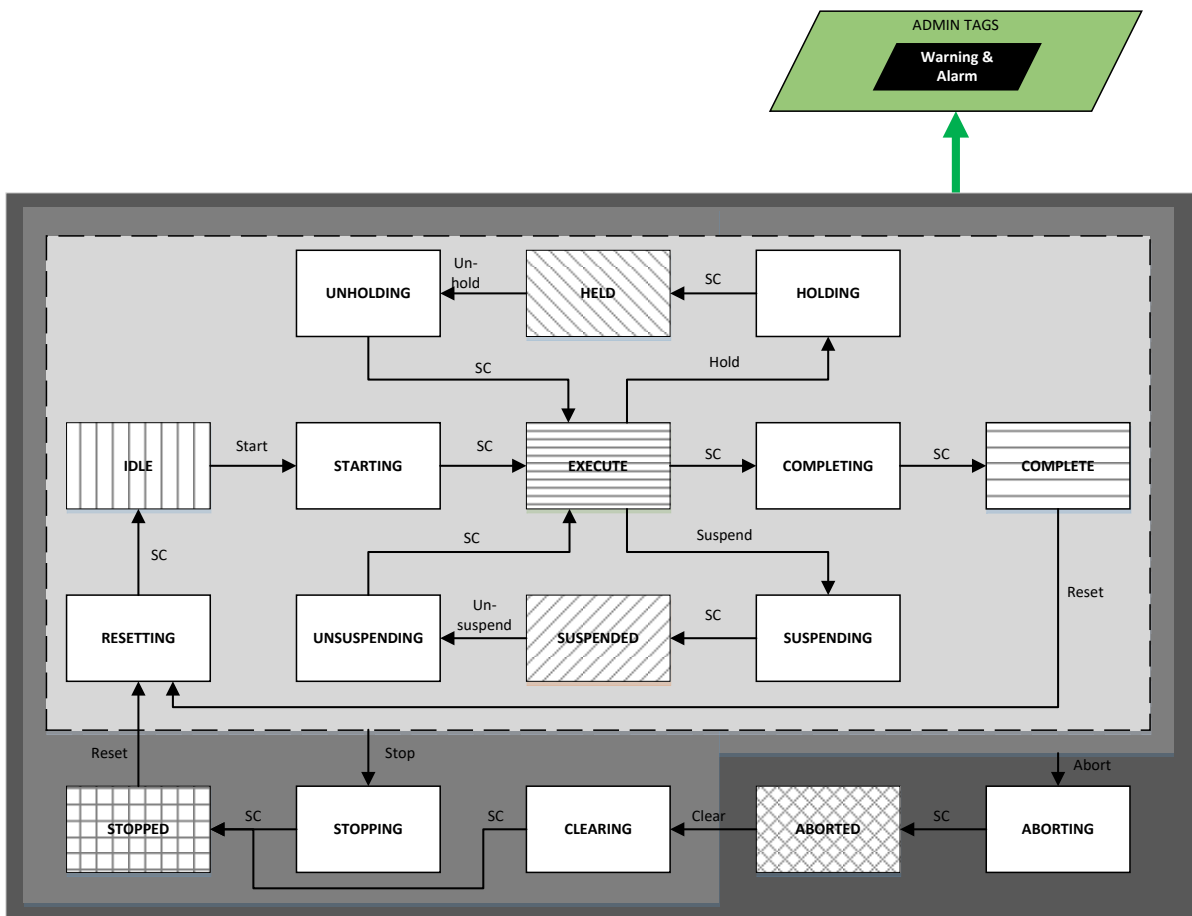 ADMIN TAGS
Warning &
Alarm
UNHOLDING
Un-
hold
HELD
SC
HOLDING
SC
Hold
IDLE
Start
STARTING
SC
EXECUTE
SC
COMPLETING
SC
COMPLETE
SC
SC
Suspend
Reset
RESETTING
UNSUSPENDING
Un-
suspend
SUSPENDED
SC
SUSPENDING
Reset
Stop
Abort
STOPPED
SC
STOPPING
CLEARING
Clear
ABORTED
SC
ABORTING